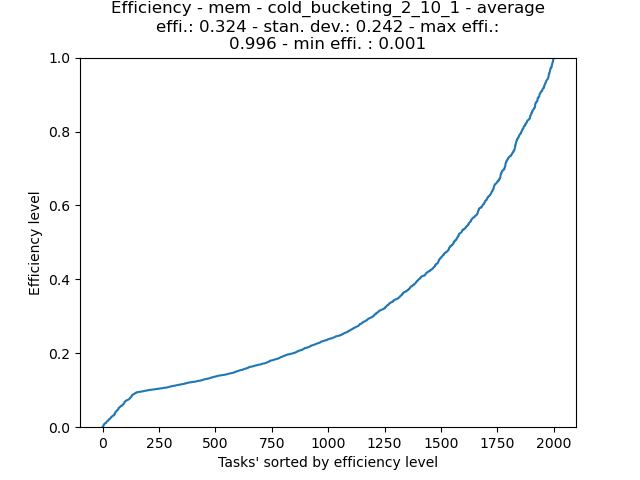 Efficiency - mem - cold_bucketing_2_10_1 - average
effi.: 0.324 - stan. dev.: 0.242 - max effi.:
0.996 - min effi. : 0.001
1.0
0.8
0.6
0.4
0.2
0.0
Efficiency level
0 250 500 750 1000 1250 1500 1750 2000
Tasks' sorted by efficiency level